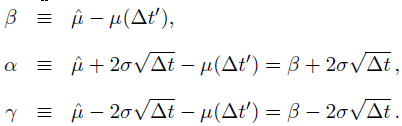 β ≡ μ̂ − μ(Δt′),
α ≡ μ̂ + 2σ√Δt − μ(Δt′) = β + 2σ√Δt ,
γ ≡ μ̂ − 2σ√Δt − μ(Δt′) = β − 2σ√Δt .